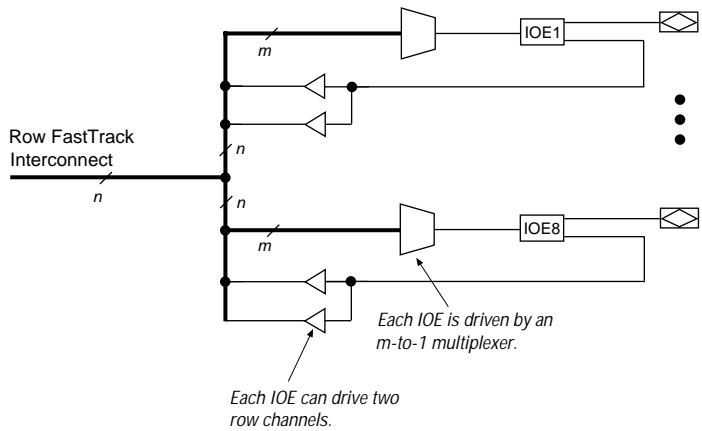 m
IOE1
Row FastTrack
Interconnect
n
n
n
m
IOE8
Each IOE is driven by an
m-to-1 multiplexer.
Each IOE can drive two
row channels.